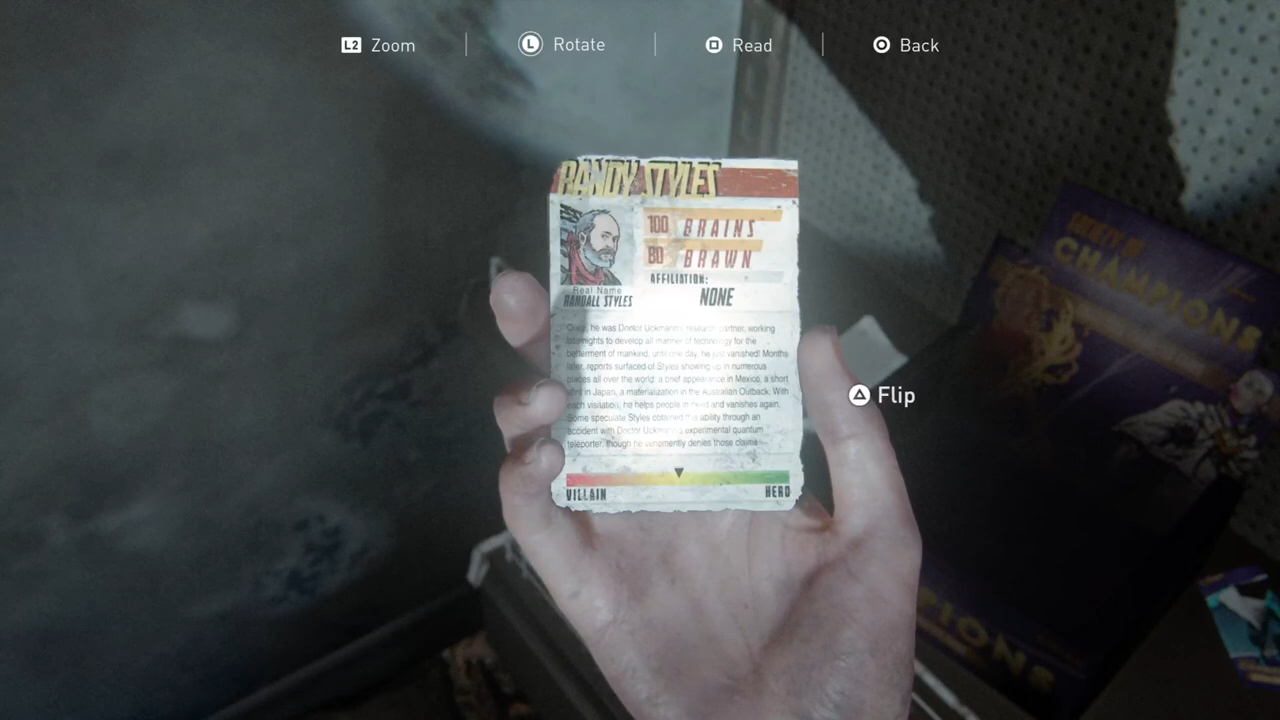 L2 Zoom
L Rotate
Read
Back
RANDY STYLES
100 BRAINS
80 BRAWN
AFFILIATION:
NONE
Real Name
RANDALL STYLES
Once, he was Doctor Uckmann's research partner, working
late nights to develop all manner of technology for the
betterment of mankind, until one day, he just vanished! Months
later, reports surfaced of Styles showing up in numerous
places all over the world: a brief appearance in Mexico, a short
stint in Japan, a materialization in the Australian Outback. With
each visitation, he helps people in need and vanishes again.
Some speculate Styles obtained this ability through an
accident with Doctor Uckmann's experimental quantum
teleporter, though he vehomently denies those claims
VILLAIN
HERO
Flip
SOCIETY OF
CHAMPIONS
PIONS